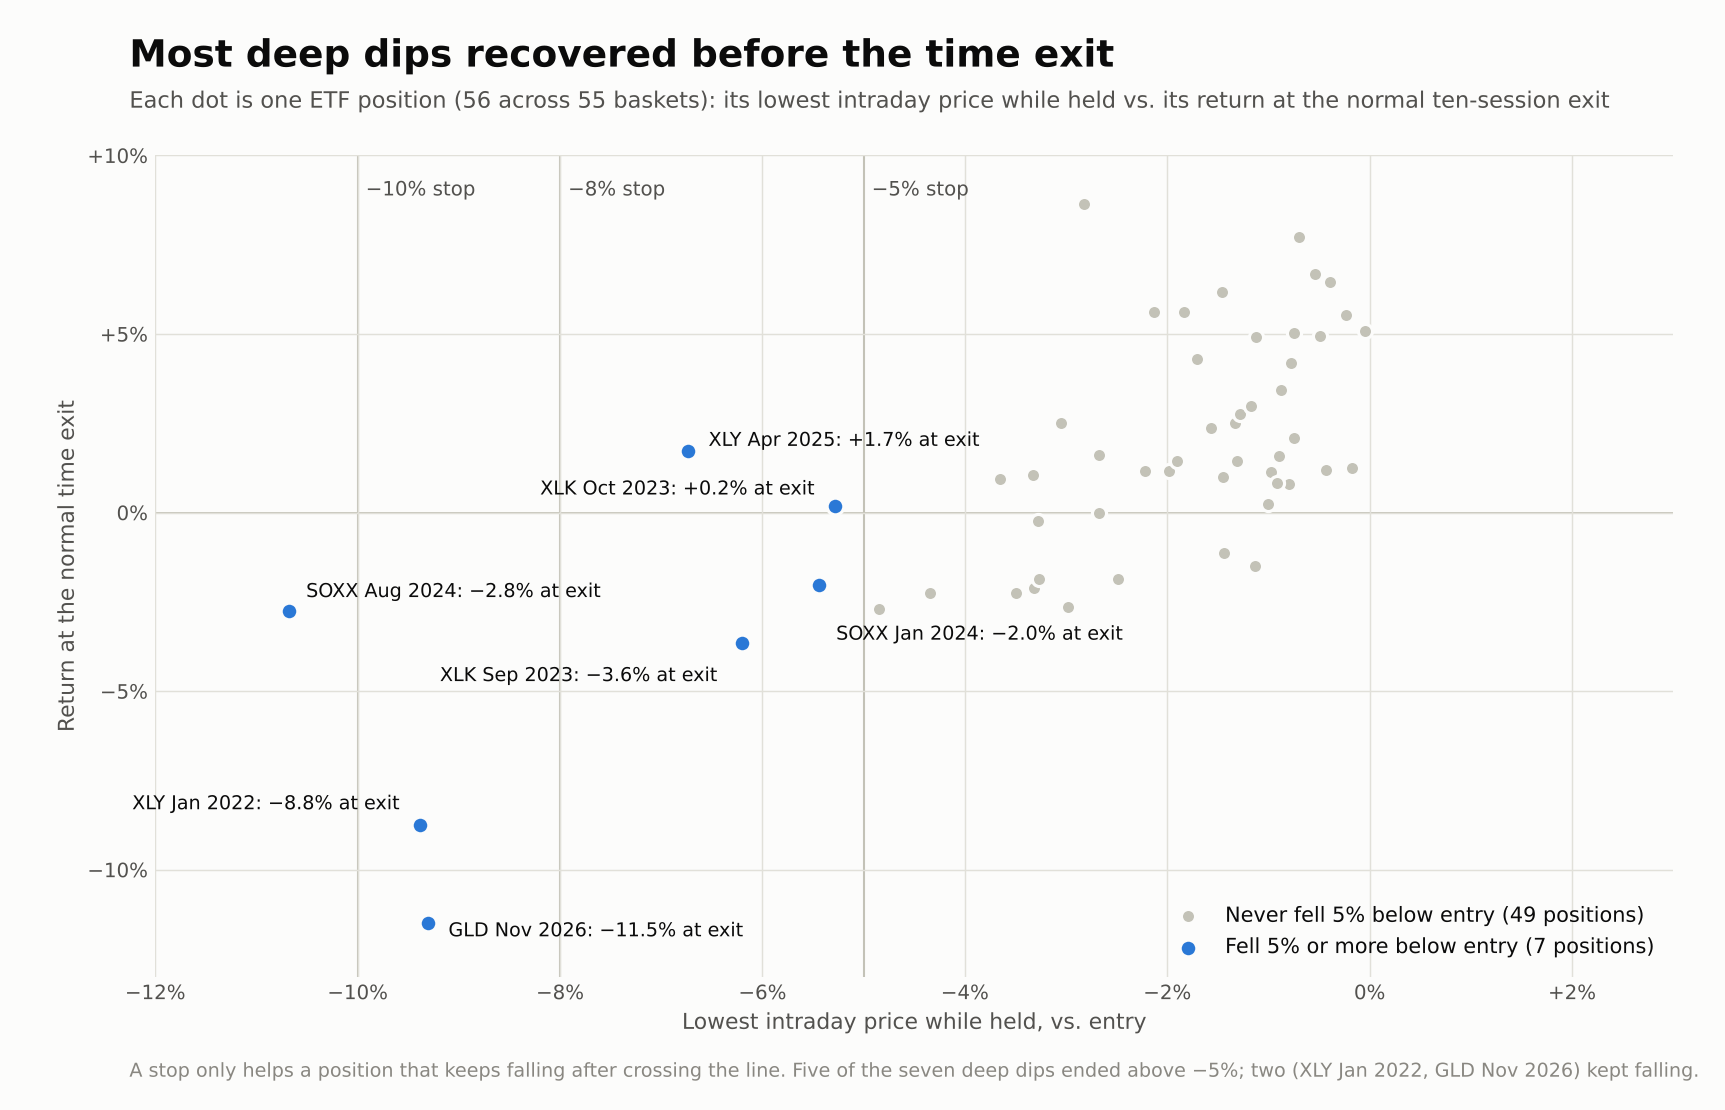 Most deep dips recovered before the time exit
Each dot is one ETF position (56 across 55 baskets): its lowest intraday price while held vs. its return at the normal ten-session exit
+10%
−10% stop
−8% stop
−5% stop
+5%
XLY Apr 2025: +1.7% at exit
XLK Oct 2023: +0.2% at exit
0%
SOXX Aug 2024: −2.8% at exit
SOXX Jan 2024: −2.0% at exit
XLK Sep 2023: −3.6% at exit
−5%
XLY Jan 2022: −8.8% at exit
−10%
GLD Nov 2026: −11.5% at exit
Return at the normal time exit
Never fell 5% below entry (49 positions)
Fell 5% or more below entry (7 positions)
−12%
−10%
−8%
−6%
−4%
−2%
0%
+2%
Lowest intraday price while held, vs. entry
A stop only helps a position that keeps falling after crossing the line. Five of the seven deep dips ended above −5%; two (XLY Jan 2022, GLD Nov 2026) kept falling.